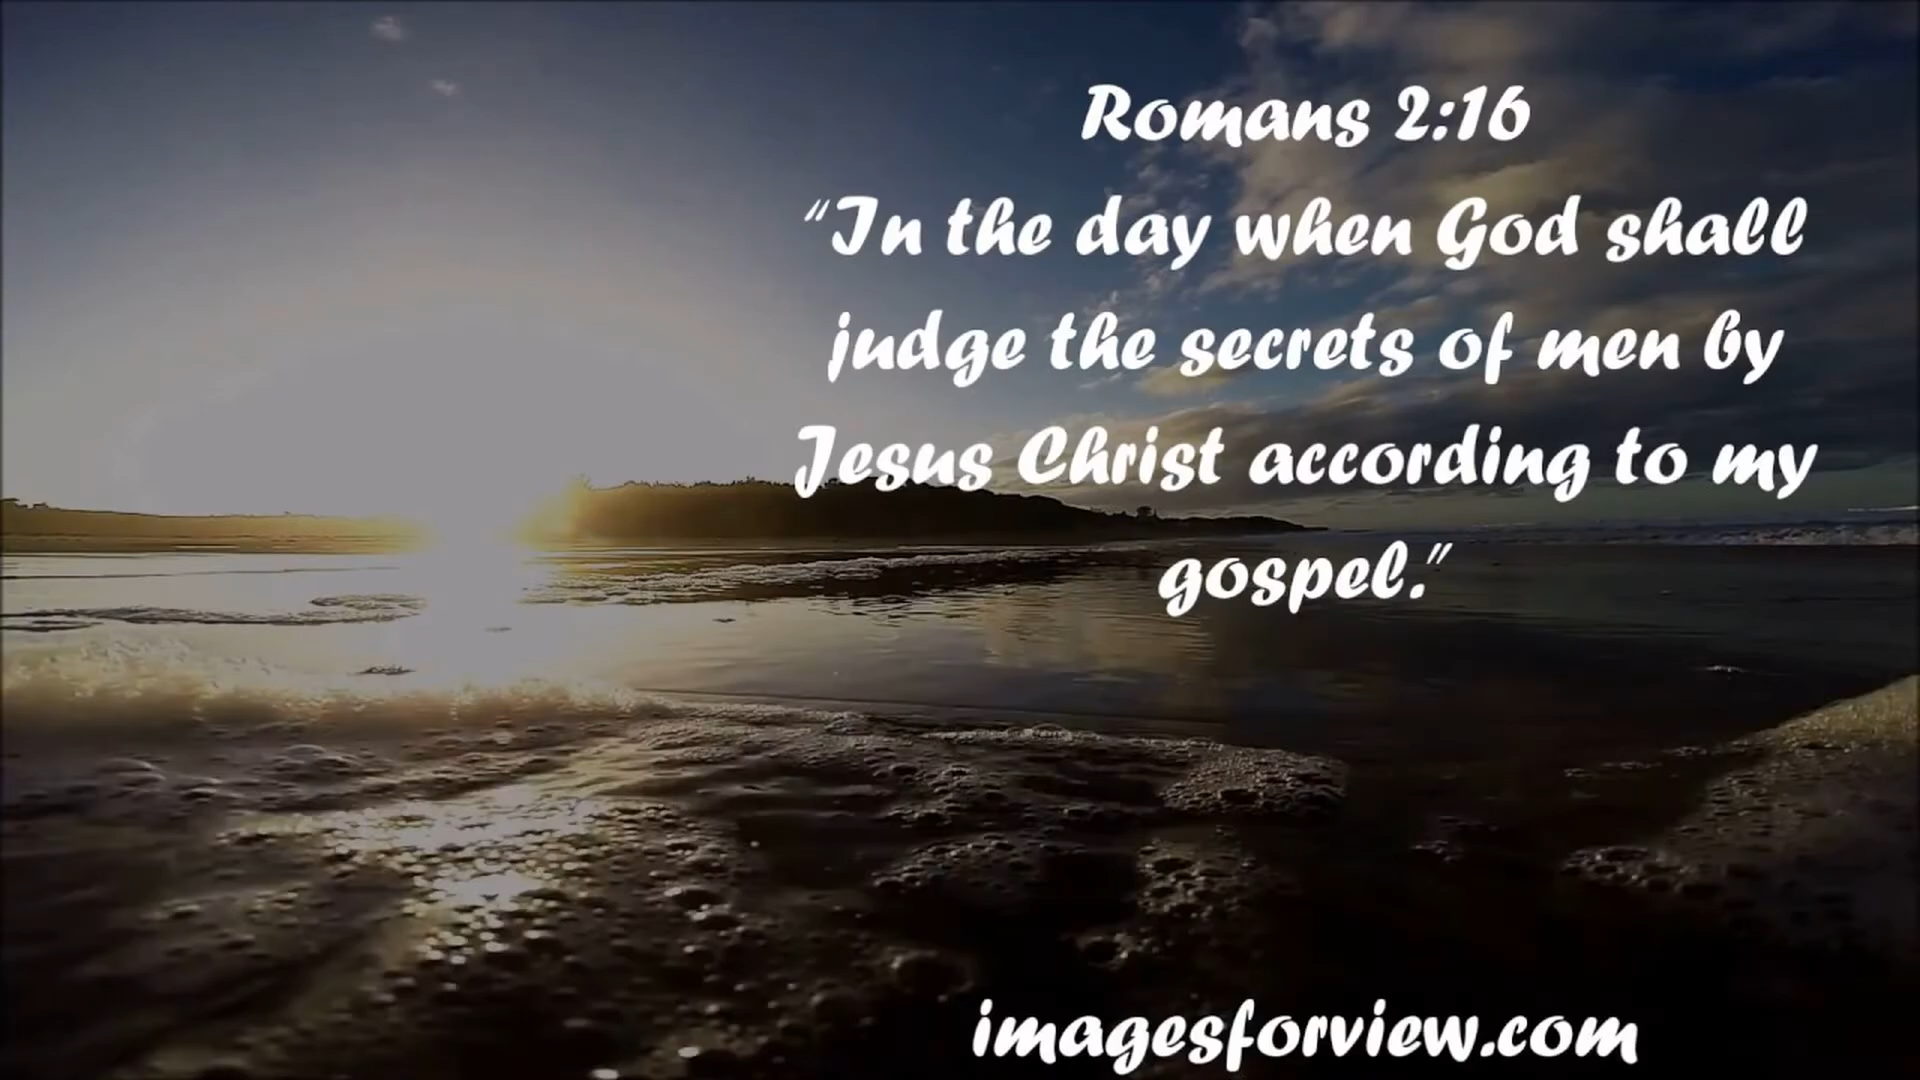 Romans 2:16
“In the day when God shall
judge the secrets of men by
Jesus Christ according to my
gospel.”
imagesforview.com